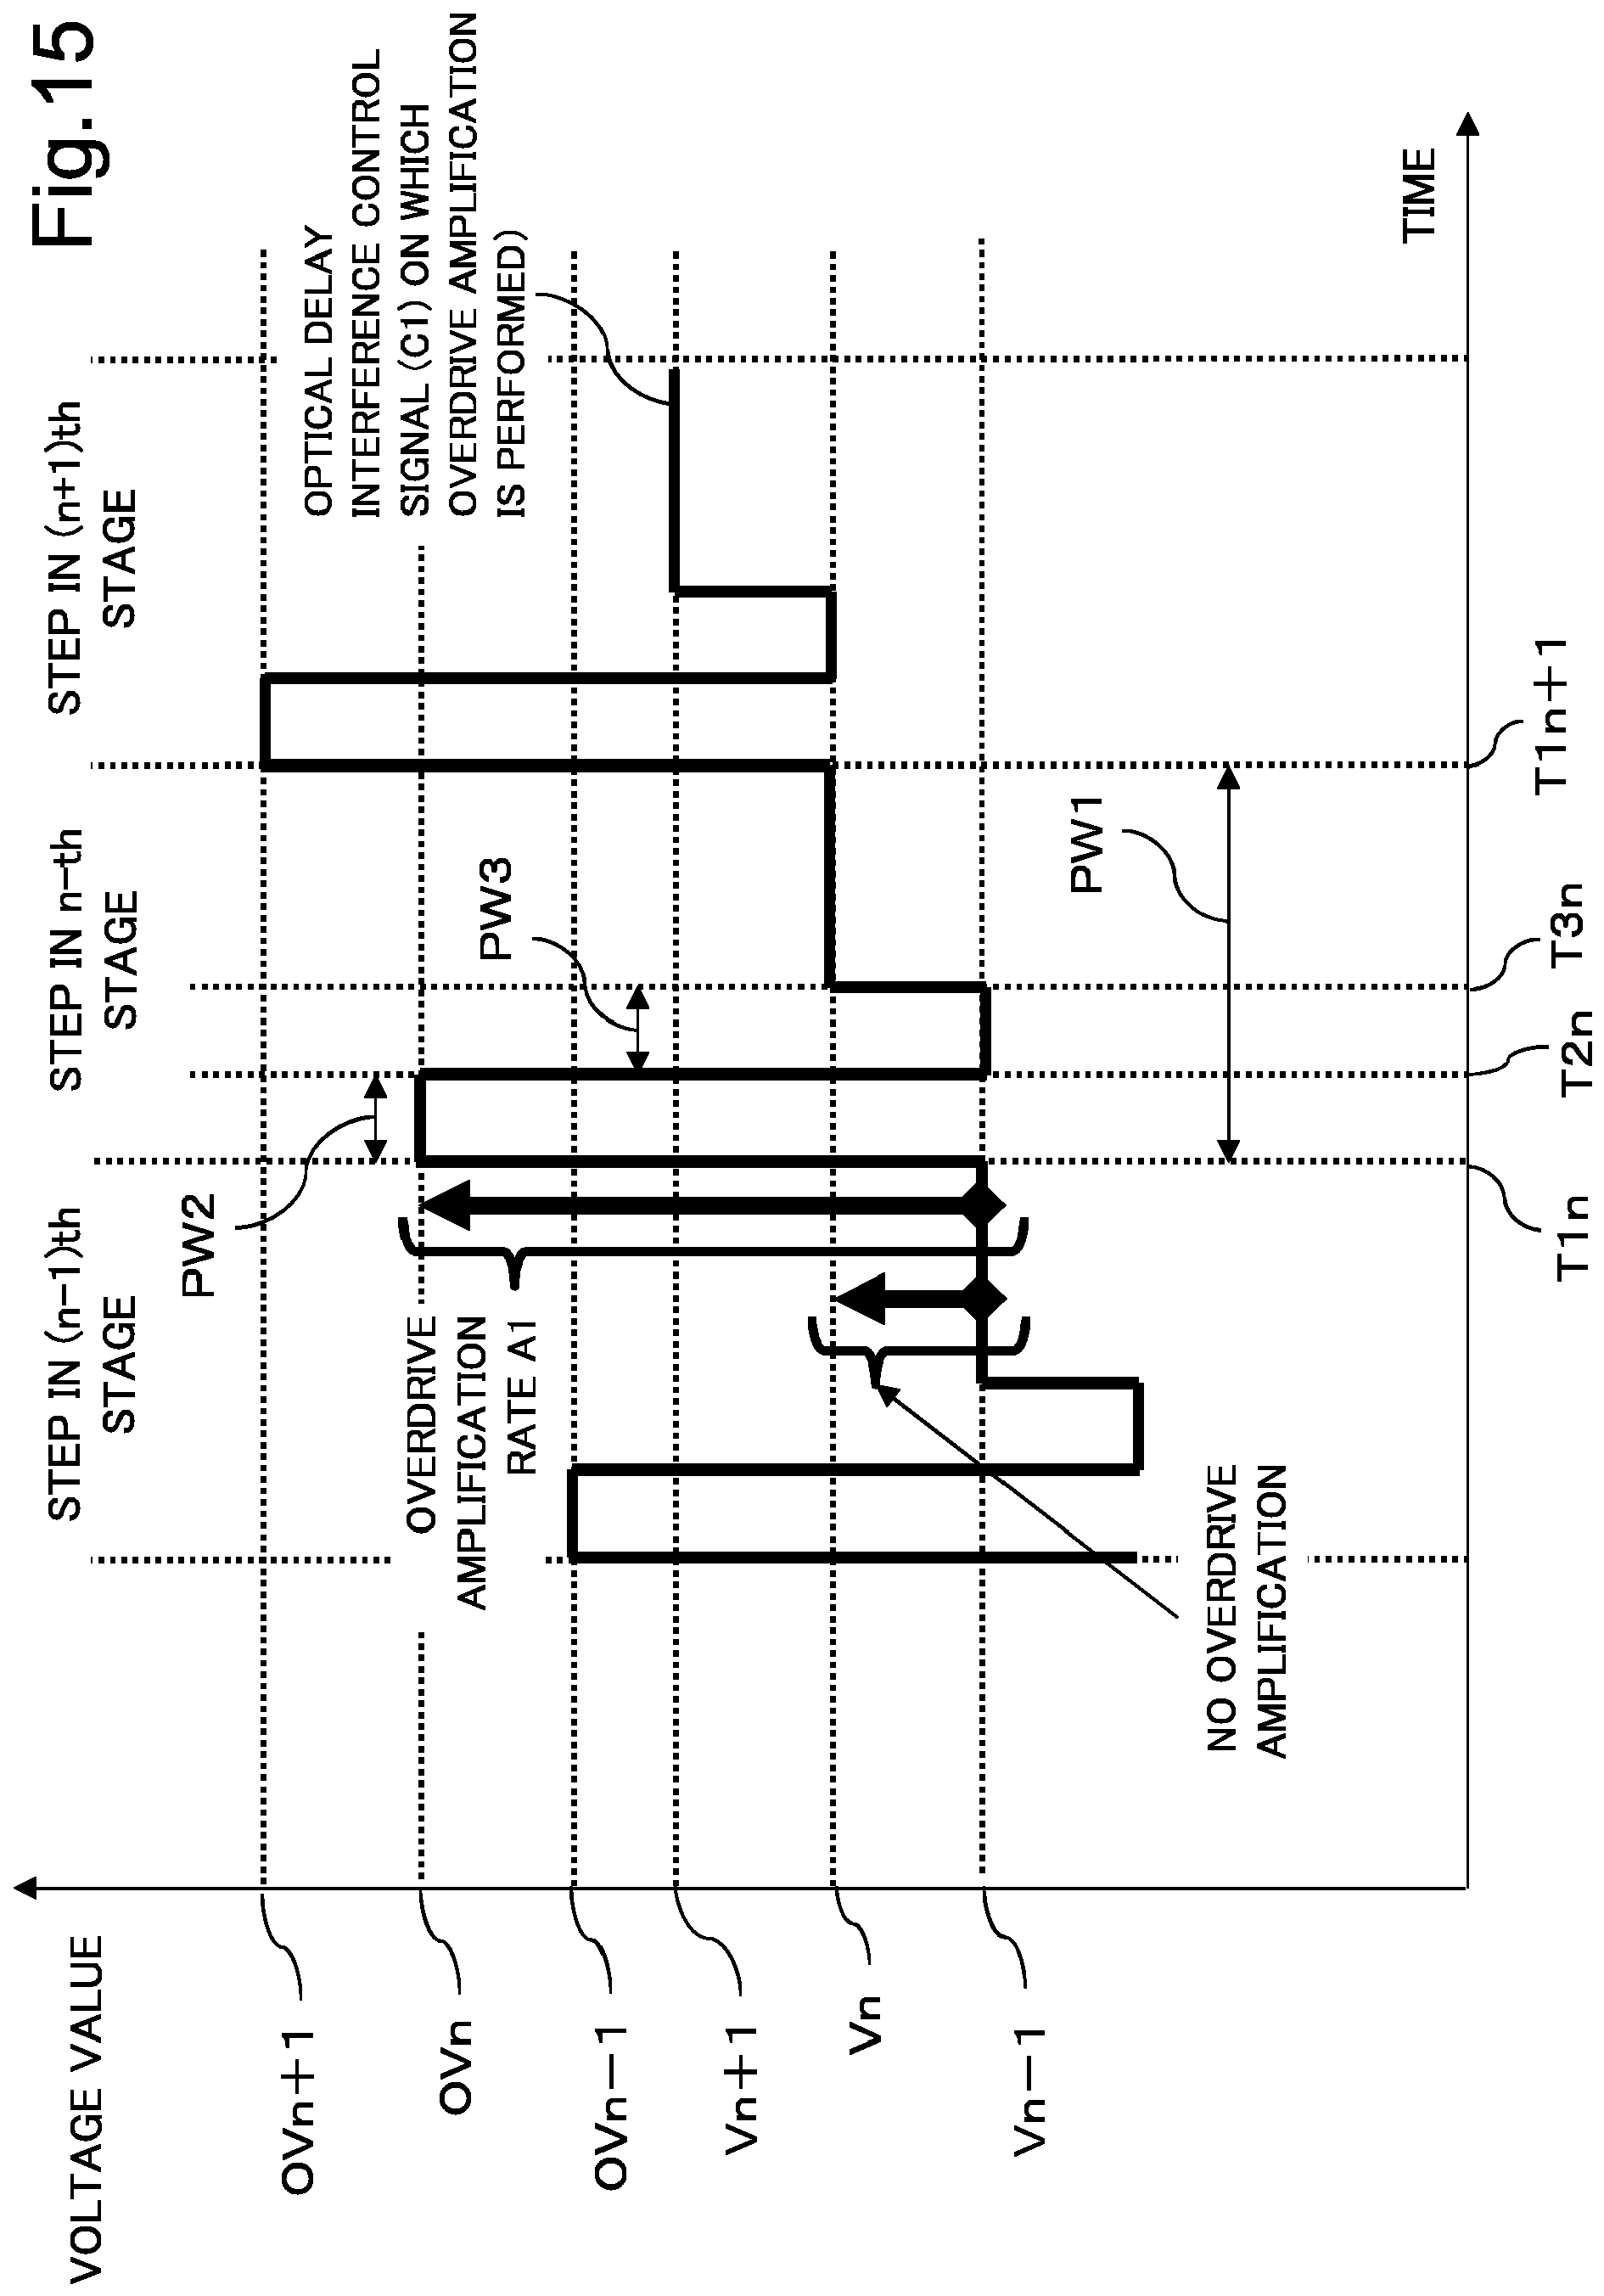 Fig.15
VOLTAGE VALUE
STEP IN (n-1)th
STAGE
STEP IN n-th
STAGE
STEP IN (n+1)th
STAGE
OVn+1
OVn
OVn-1
Vn+1
Vn
Vn-1
PW2
PW3
OPTICAL DELAY
INTERFERENCE CONTROL
SIGNAL (C1) ON WHICH
OVERDRIVE AMPLIFICATION
IS PERFORMED)
OVERDRIVE
AMPLIFICATION
RATE A1
NO OVERDRIVE
AMPLIFICATION
PW1
TIME
T1n
T2n
T3n
T1n+1